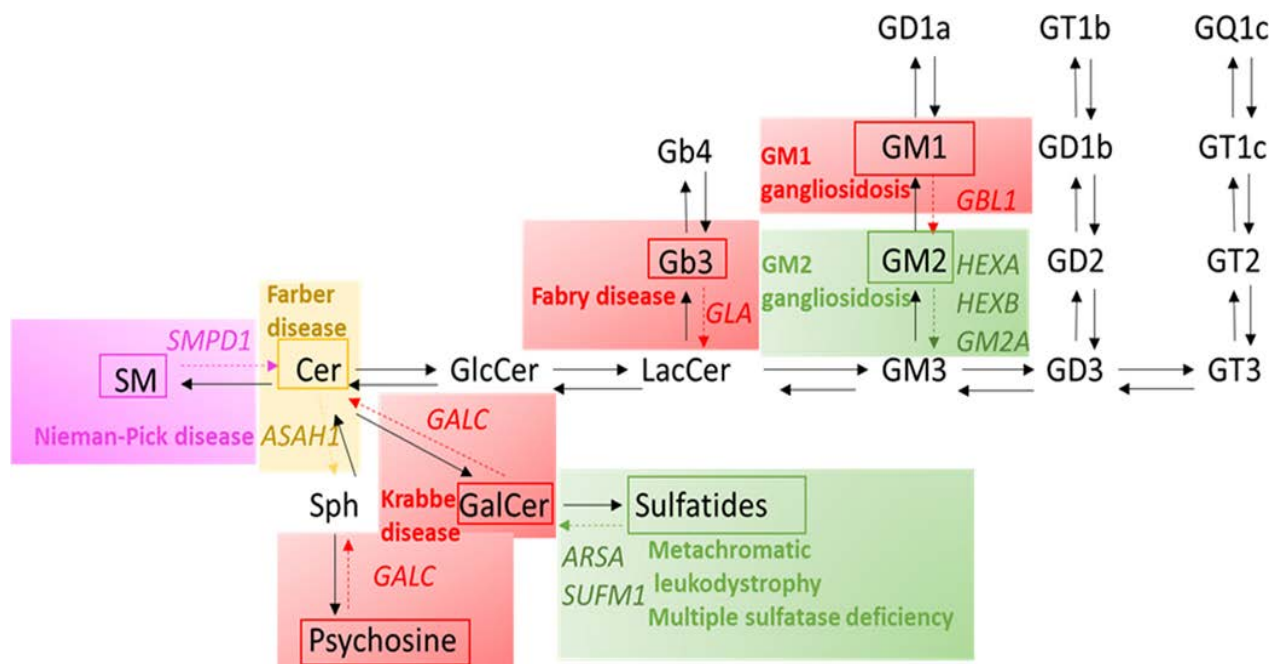 GD1a GT1b GQ1c
Gb4 GM1 gangliosidosis GM1 GBL1 GD1b GT1c
Fabry disease Gb3 GLA
GM2 gangliosidosis GM2 HEXA HEXB GM2A GD2 GT2
Farber disease
SMPD1
SM Cer GlcCer LacCer GM3 GD3 GT3
Nieman-Pick disease ASAH1 GALC
Sph Krabbe disease GalCer Sulfatides
ARSA SUFM1 Metachromatic leukodystrophy
Multiple sulfatase deficiency
GALC
Psychosine